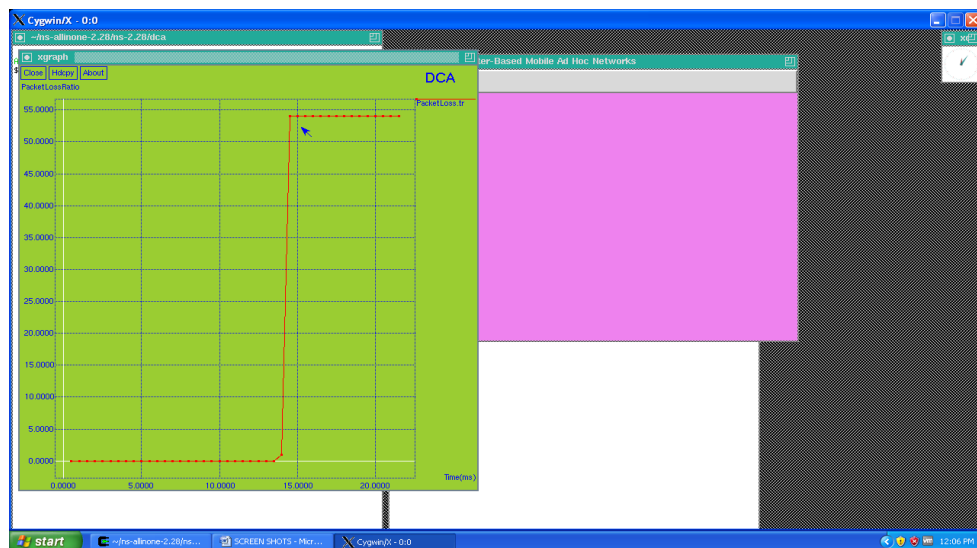 Cygwin/X - 0:0
~/ns-allinone-2.28/ns-2.28/dca
xgraph
ter-Based Mobile Ad Hoc Networks
Close Hdcpy About
DCA
PacketLossRatio
PacketLoss.tr
55.0000
50.0000
45.0000
40.0000
35.0000
30.0000
25.0000
20.0000
15.0000
10.0000
5.0000
0.0000
Time(ms)
0.0000 5.0000 10.0000 15.0000 20.0000
start
~/ns-allinone-2.28/ns...
SCREEN SHOTS - Micr...
Cygwin/X - 0:0
12:06 PM